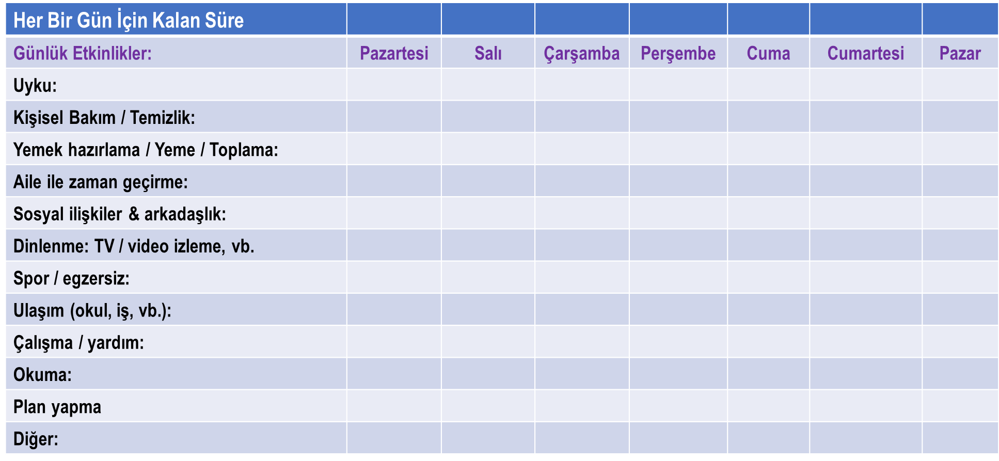 Her Bir Gün İçin Kalan Süre
Günlük Etkinlikler: Pazartesi Salı Çarşamba Perşembe Cuma Cumartesi Pazar
Uyku:
Kişisel Bakım / Temizlik:
Yemek hazırlama / Yeme / Toplama:
Aile ile zaman geçirme:
Sosyal ilişkiler & arkadaşlık:
Dinlenme: TV / video izleme, vb.
Spor / egzersiz:
Ulaşım (okul, iş, vb.):
Çalışma / yardım:
Okuma:
Plan yapma
Diğer: